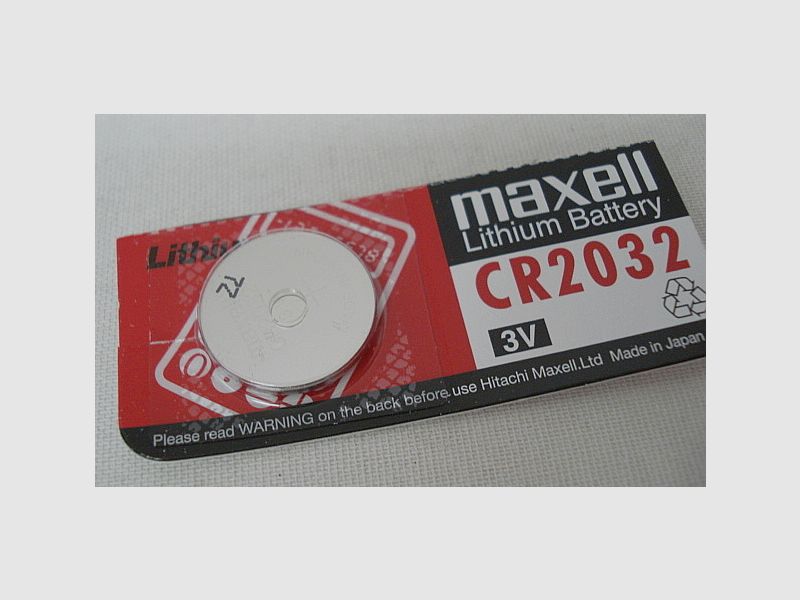 maxell
Lithium Battery
CR2032
3V
Lithiu
Please read WARNING on the back before use Hitachi Maxell.Ltd Made in Japan